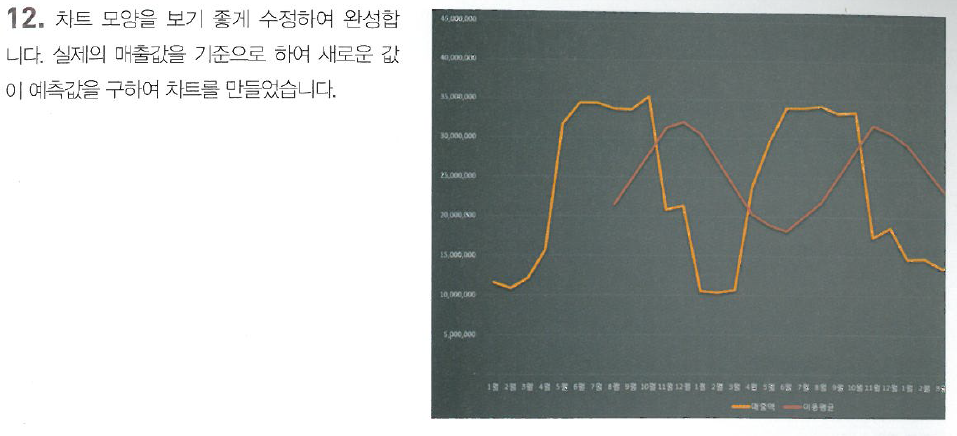 12. 차트 모양을 보기 좋게 수정하여 완성합
니다. 실제의 매출값을 기준으로 하여 새로운 값
이 예측값을 구하여 차트를 만들었습니다.
45,000,000
40,000,000
35,000,000
30,000,000
25,000,000
20,000,000
15,000,000
10,000,000
5,000,000
1월 2월 3월 4월 5월 6월 7월 8월 9월 10월 11월 12월 1월 2월 3월 4월 5월 6월 7월 8월 9월 10월 11월 12월 1월 2월 3월
매출액 이동평균